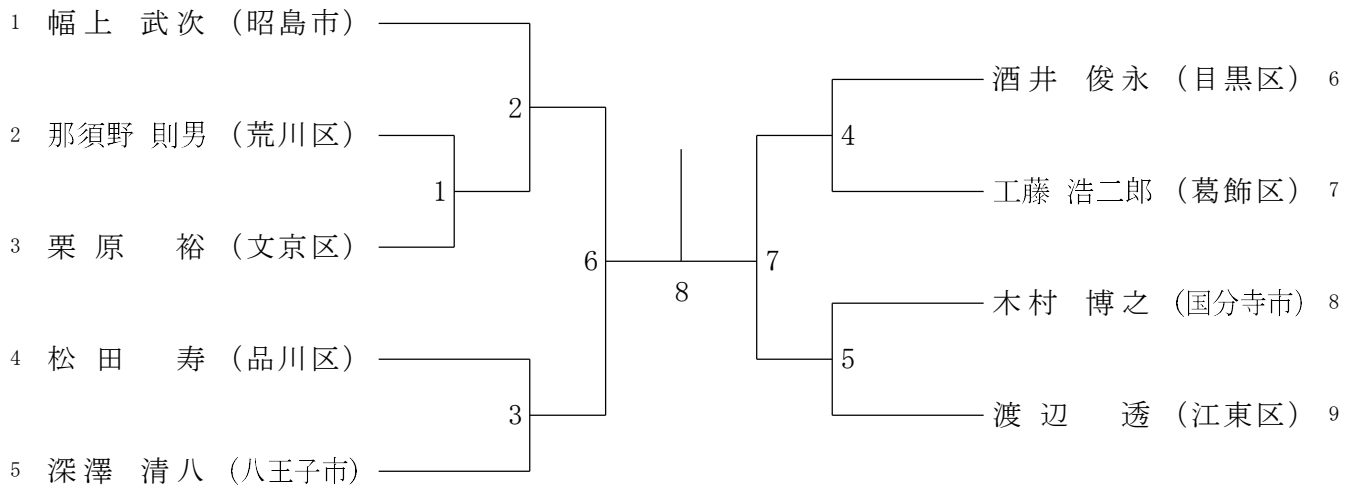 1 幅上 武次 (昭島市)
2 那須野 則男 (荒川区)
3 栗原 裕 (文京区)
4 松田 寿 (品川区)
5 深澤 清八 (八王子市)
2
1
3
6
8
7
4
5
酒井 俊永 (目黒区) 6
工藤 浩二郎 (葛飾区) 7
木村 博之 (国分寺市) 8
渡辺 透 (江東区) 9